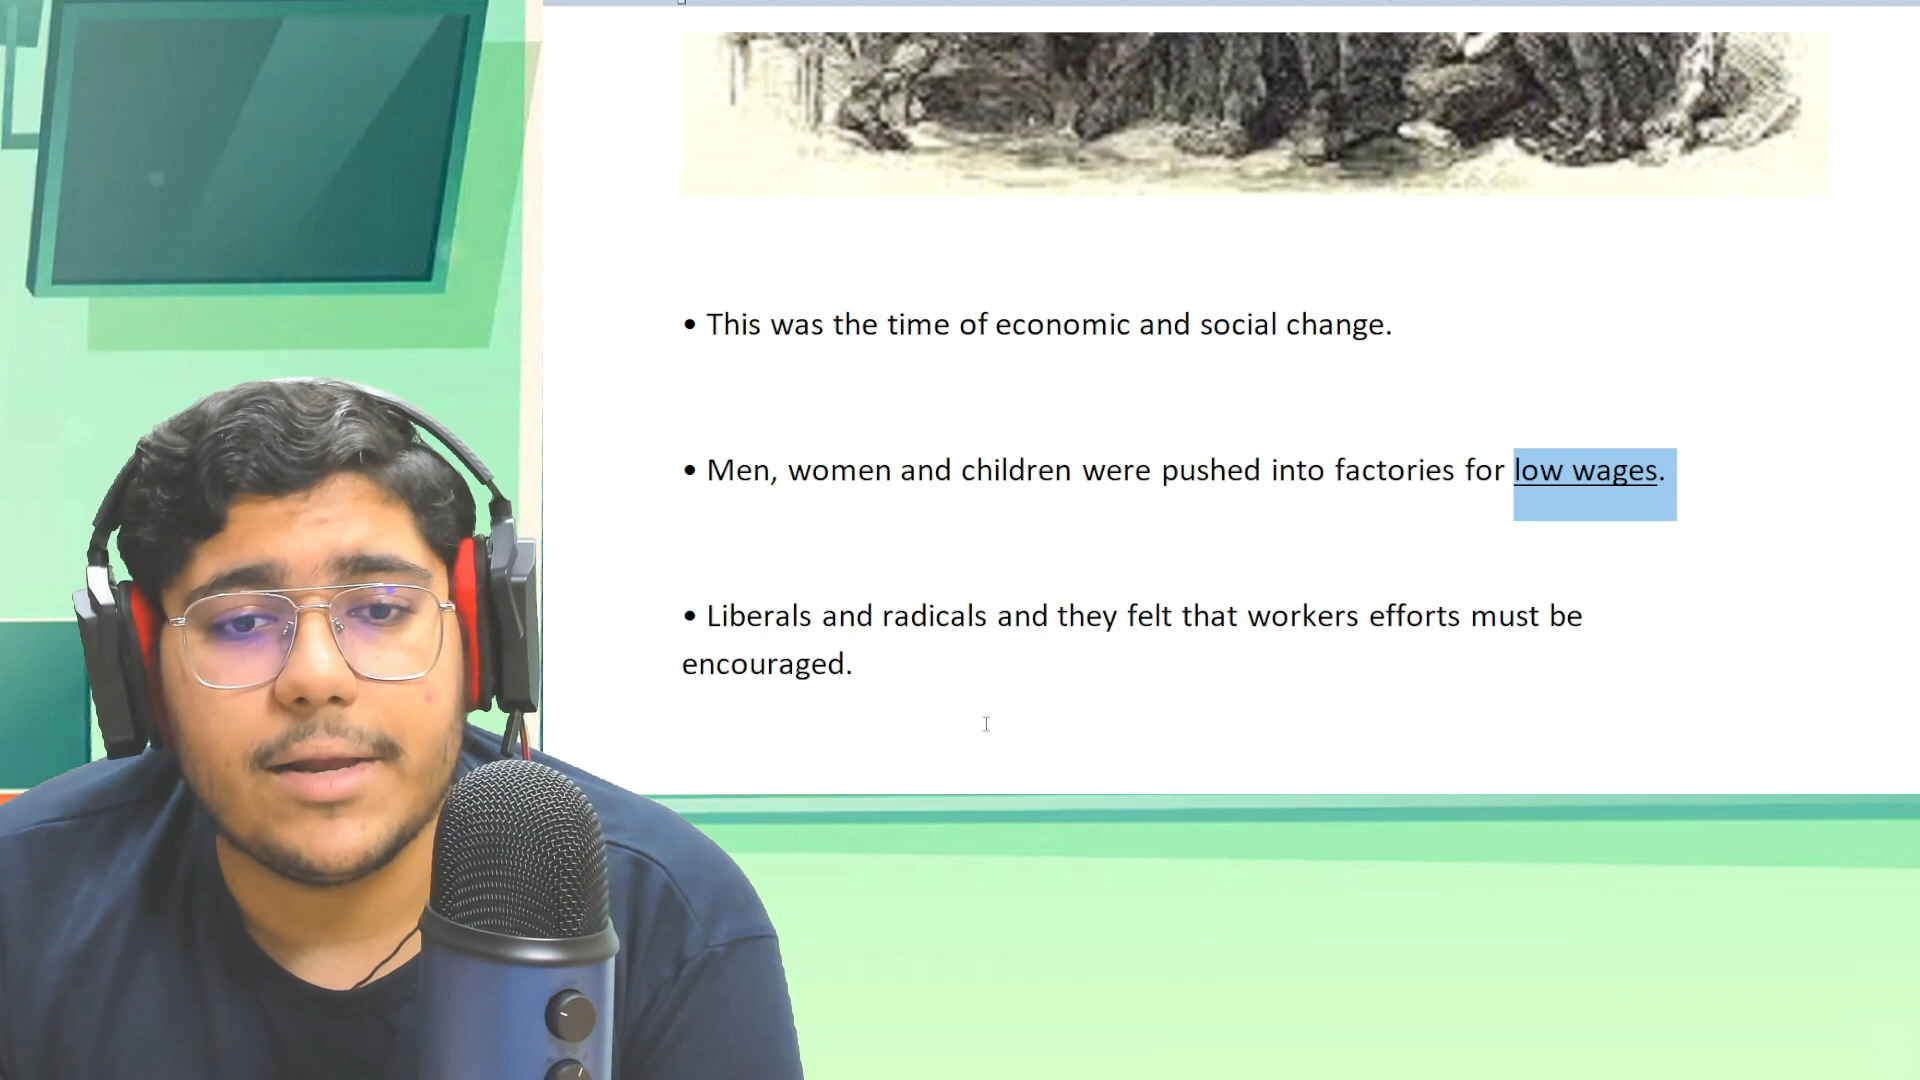 • This was the time of economic and social change.
• Men, women and children were pushed into factories for low wages.
• Liberals and radicals and they felt that workers efforts must be
encouraged.